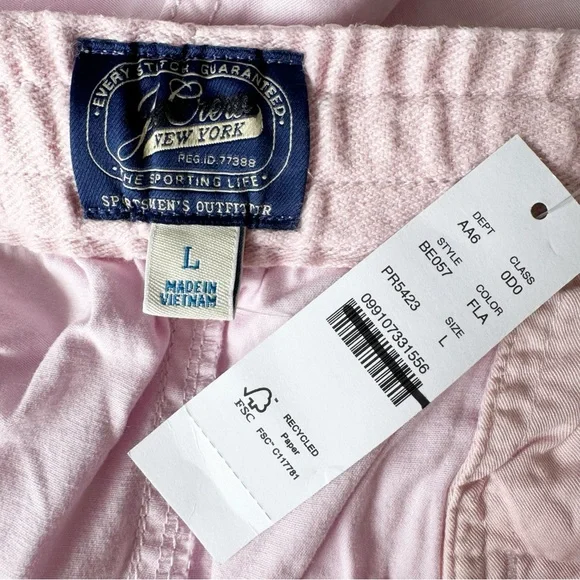 EVERY STITCH GUARANTEED
J.Crew
NEW YORK
REG.ID.77388
THE SPORTING LIFE
SPORTSMEN'S OUTFITTER
L
MADE IN
VIETNAM
DEPT CLASS
AA6 0D0
STYLE COLOR
BE057 FLA
SIZE
PR5423 L
099107331556
FSC
RECYCLED
Paper
FSC™ C117781